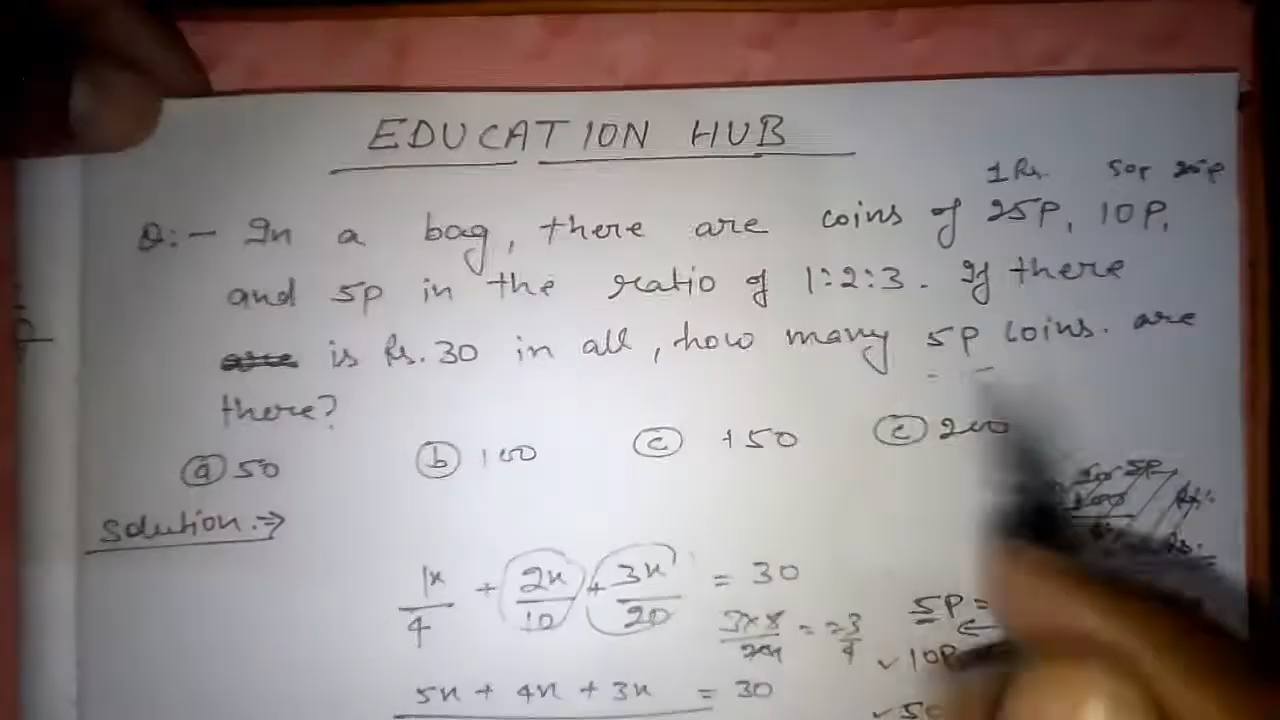 EDUCATION HUB
1 Rs. 50P 25P
Q:- In a bag, there are coins of 25P, 10P,
and 5P in the ratio of 1:2:3. If there
is Rs. 30 in all, how many 5P coins. are
there?
(a) 50 (b) 100 (c) 150 (c) 200
Solution. ⇒
1x/4 + 2x/10 + 3x/20 = 30
5P =
10P
5x + 4x + 3x = 30
50